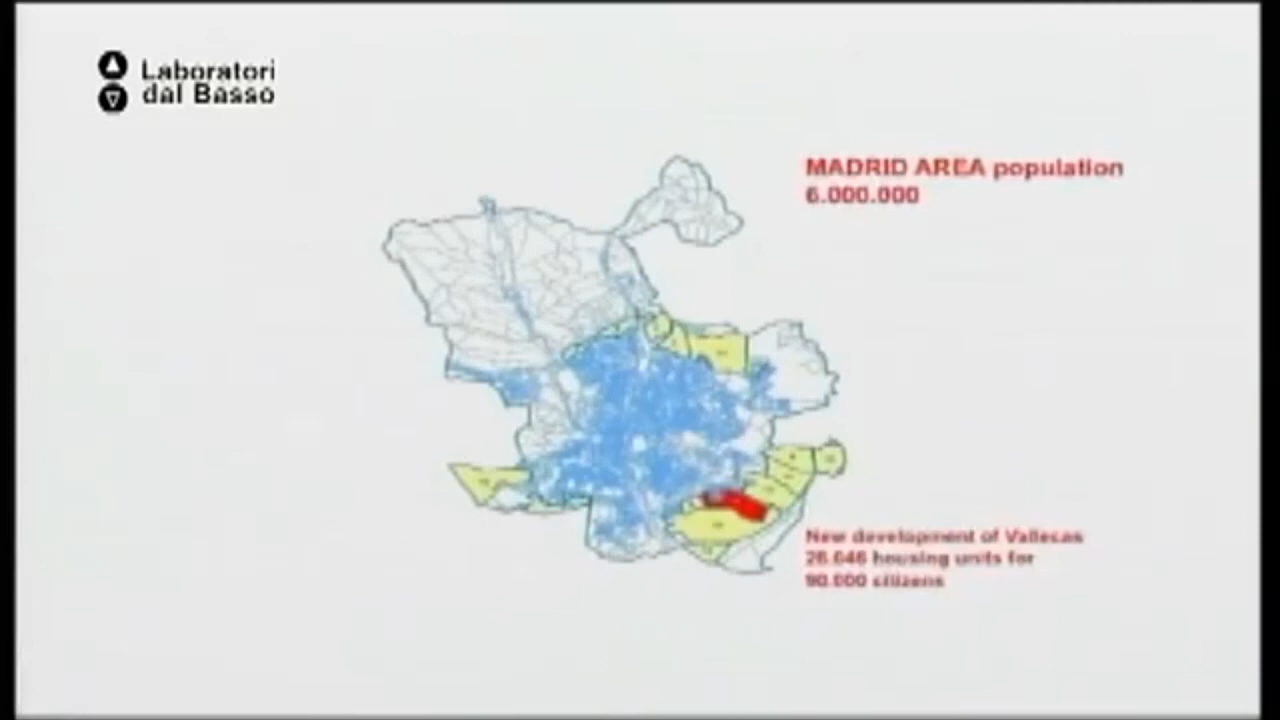 Laboratori
dal Basso
MADRID AREA population
6.000.000
New development of Vallecas
26.046 housing units for
90.000 citizens